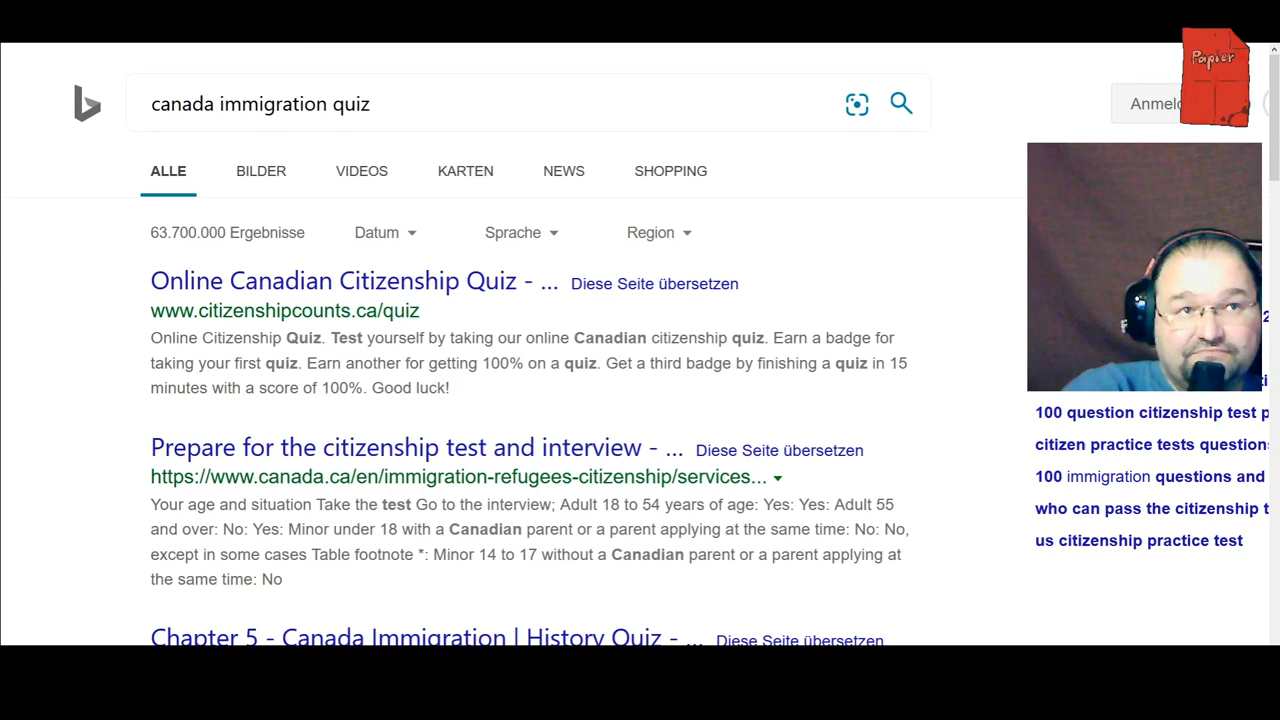 Papier
canada immigration quiz
ALLE BILDER VIDEOS KARTEN NEWS SHOPPING
63.700.000 Ergebnisse Datum Sprache Region
Online Canadian Citizenship Quiz - ... Diese Seite übersetzen
www.citizenshipcounts.ca/quiz
Online Citizenship Quiz. Test yourself by taking our online Canadian citizenship quiz. Earn a badge for
taking your first quiz. Earn another for getting 100% on a quiz. Get a third badge by finishing a quiz in 15
minutes with a score of 100%. Good luck!
Prepare for the citizenship test and interview - ... Diese Seite übersetzen
https://www.canada.ca/en/immigration-refugees-citizenship/services...
Your age and situation Take the test Go to the interview; Adult 18 to 54 years of age: Yes: Yes: Adult 55
and over: No: Yes: Minor under 18 with a Canadian parent or a parent applying at the same time: No: No,
except in some cases Table footnote *: Minor 14 to 17 without a Canadian parent or a parent applying at
the same time: No
Chapter 5 - Canada Immigration | History Quiz - ... Diese Seite übersetzen
100 question citizenship test
citizen practice tests questions
100 immigration questions and
who can pass the citizenship
us citizenship practice test